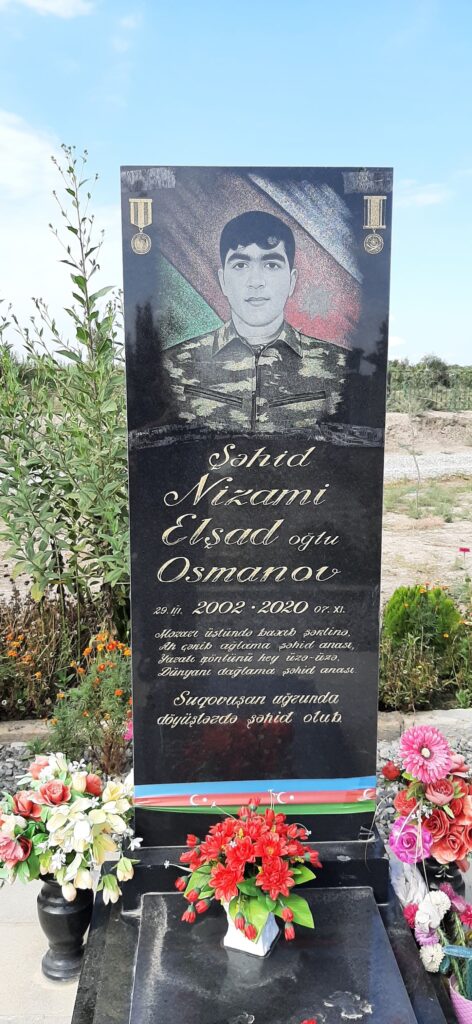 Şəhid
Nizami
Elşad oğlu
Osmanov
29.III. 2002 • 2020 07.XI.
Məzarı üstündə baxıb şəklinə,
Ah çəkib ağlama şəhid anası,
Yaralı könlünü hey üzə-üzə,
Dünyanı dağlama şəhid anası.
Suqovuşan uğrunda
döyüşlərdə şəhid olub.